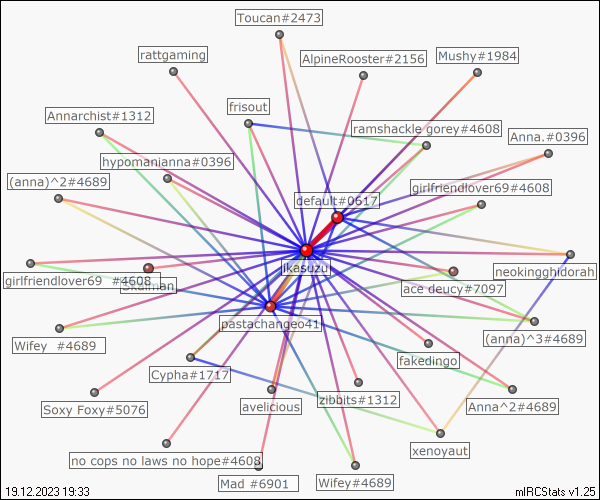 Toucan#2473
rattgaming
AlpineRooster#2156
Mushy#1984
Annarchist#1312
frisout
ramshackle gorey#4608
Anna.#0396
hypomanianna#0396
(anna)^2#4689
default#0617
girlfriendlover69#4608
ikasuzu
girlfriendlover69 #4608
neokingghidorah
ace deucy#7097
pastachangeo41
Wifey #4689
(anna)^3#4689
fakedingo
Cypha#1717
Soxy Foxy#5076
avelicious
zibbits#1312
Anna^2#4689
xenoyaut
no cops no laws no hope#4608
Mad #6901
Wifey#4689
19.12.2023 19:33
mIRCStats v1.25